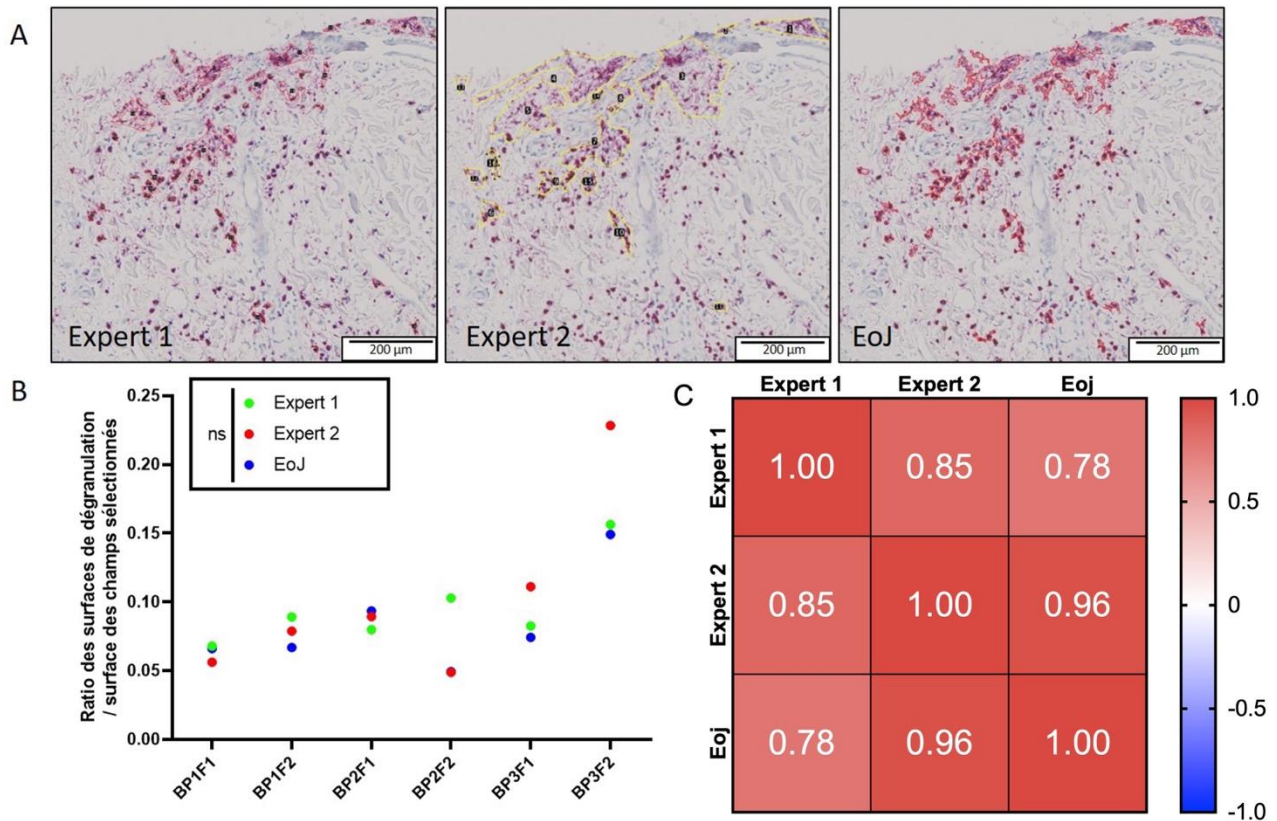 A
Expert 1
200 µm
Expert 2
200 µm
EoJ
200 µm
B
Ratio des surfaces de dégranulation
/ surface des champs sélectionnés
0.25
0.20
0.15
0.10
0.05
0.00
ns
Expert 1
Expert 2
EoJ
BP1F1
BP1F2
BP2F1
BP2F2
BP3F1
BP3F2
C
Expert 1 Expert 2 Eoj
Expert 1 1.00 0.85 0.78
Expert 2 0.85 1.00 0.96
Eoj 0.78 0.96 1.00
1.0
0.5
0
-0.5
-1.0